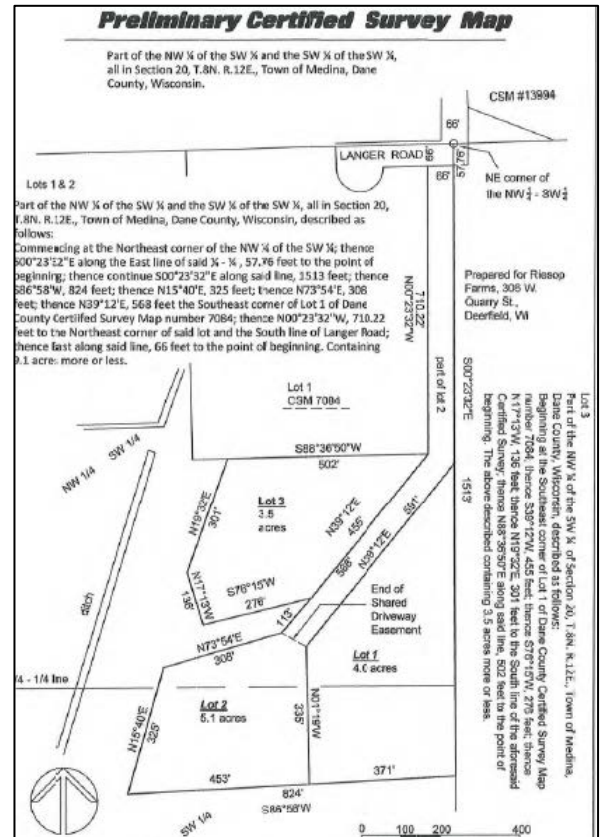 Preliminary Certified Survey Map
Part of the NW ¼ of the SW ¼ and the SW ¼ of the SW ¼,
all in Section 20, T.8N. R.12E., Town of Medina, Dane
County, Wisconsin.
CSM #13994
66'
LANGER ROAD
66
57.76
66'
NE corner of
the NW¼ - SW¼
Lots 1 & 2
Part of the NW ¼ of the SW ¼ and the SW ¼ of the SW ¼, all in Section 20,
T.8N. R.12E., Town of Medina, Dane County, Wisconsin, described as
follows:
Commencing at the Northeast corner of the NW ¼ of the SW ¼; thence
S00°23'32"E along the East line of said ¼ - ¼ , 57.76 feet to the point of
beginning; thence continue S00°23'32"E along said line, 1513 feet; thence
S86°58'W, 824 feet; thence N15°40'E, 325 feet; thence N73°54'E, 308
feet; thence N39°12'E, 568 feet the Southeast corner of Lot 1 of Dane
County Certiifed Survey Map number 7084; thence N00°23'32"W, 710.22
feet to the Northeast corner of said lot and the South line of Langer Road;
thence East along said line, 66 feet to the point of beginning. Containing
9.1 acres more or less.
710.22'
N00°23'32"W
part of lot 2
Prepared for Riesop
Farms, 308 W.
Quarry St.,
Deerfield, WI
S00°23'32"E
1513'
Lot 3
Part of the NW ¼ of the SW ¼ of Section 20, T.8N. R.12E., Town of Medina,
Dane County, Wisconsin, described as follows:
Beginning at the Southeast corner of Lot 1 of Dane County Certified Survey Map
number 7084; thence S39°12'W, 455 feet; thence S76°15'W, 276 feet; thence
N17°13'W, 136 feet; thence N19°32'E, 301 feet to the South line of the aforesaid
Certified Survey; thence N88°36'50"E along said line, 502 feet to the point of
beginning. The above described containing 3.5 acres more or less.
Lot 1
CSM 7084
S88°36'50"W
502'
SW 1/4
NW 1/4
Lot 3
3.5
acres
N19°32'E
301'
N39°12'E
455'
568'
591'
N39°12'E
N17°13'W
136'
S76°15'W
276'
113'
End of
Shared
Driveway
Easement
ditch
N73°54'E
308'
Lot 1
4.0 acres
/4 - 1/4 line
Lot 2
5.1 acres
N15°40'E
325'
335'
453'
371'
824'
S86°58'W
SW 1/4
0 100 200 400